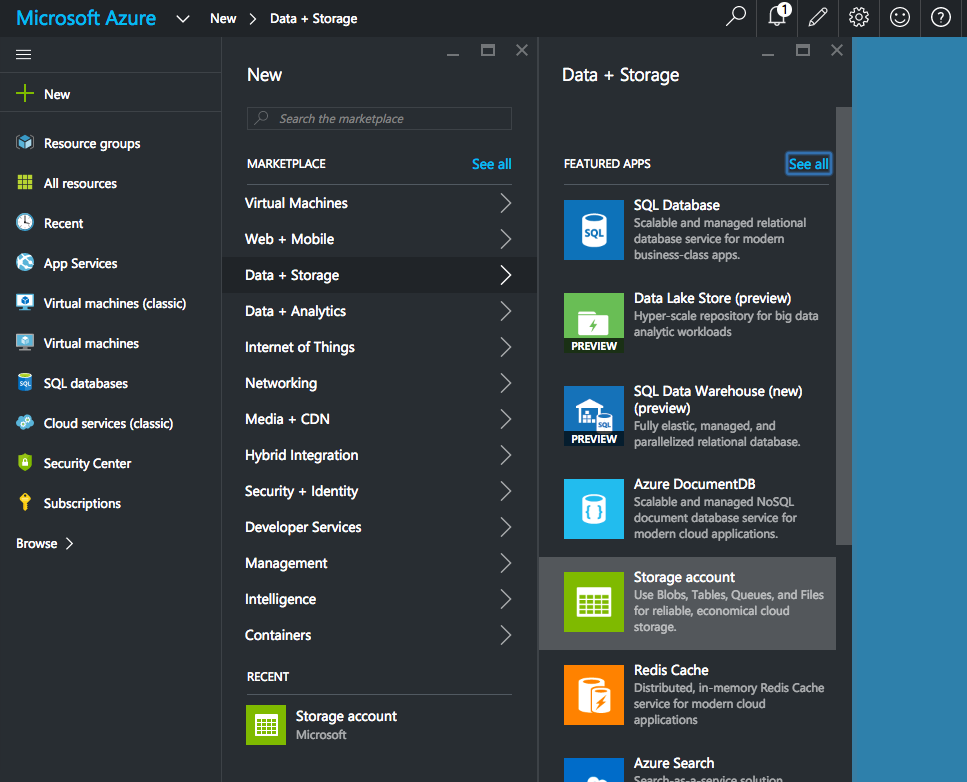 Microsoft Azure
New
Data + Storage
1
New
Resource groups
All resources
Recent
App Services
Virtual machines (classic)
Virtual machines
SQL databases
Cloud services (classic)
Security Center
Subscriptions
Browse
New
Search the marketplace
MARKETPLACE
See all
Virtual Machines
Web + Mobile
Data + Storage
Data + Analytics
Internet of Things
Networking
Media + CDN
Hybrid Integration
Security + Identity
Developer Services
Management
Intelligence
Containers
RECENT
Storage account
Microsoft
Data + Storage
FEATURED APPS
See all
SQL
SQL Database
Scalable and managed relational
database service for modern
business-class apps.
PREVIEW
Data Lake Store (preview)
Hyper-scale repository for big data
analytic workloads
SQL
PREVIEW
SQL Data Warehouse (new)
(preview)
Fully elastic, managed, and
parallelized relational database.
{ }
Azure DocumentDB
Scalable and managed NoSQL
document database service for
modern cloud applications.
Storage account
Use Blobs, Tables, Queues, and Files
for reliable, economical cloud
storage.
Redis Cache
Distributed, in-memory Redis Cache
service for modern cloud
applications
Azure Search
Search-as-a-service solution